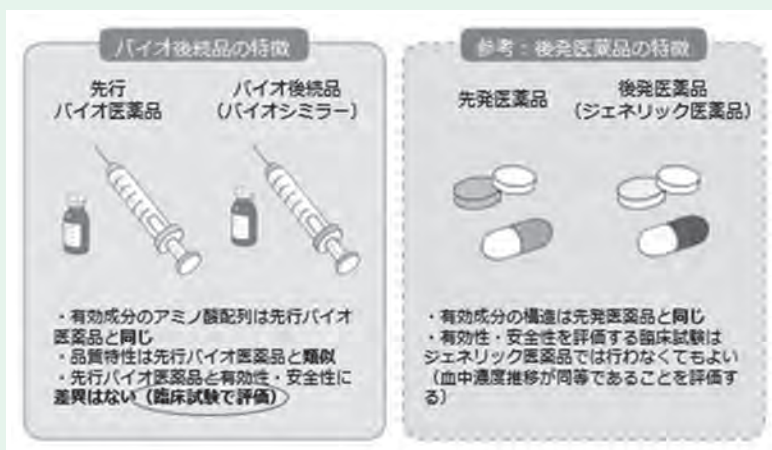 バイオ後続品の特徴
先行
バイオ医薬品
バイオ後続品
（バイオシミラー）
・有効成分のアミノ酸配列は先行バイオ
医薬品と同じ
・品質特性は先行バイオ医薬品と類似
・先行バイオ医薬品と有効性・安全性に
差異はない（臨床試験で評価）
参考：後発医薬品の特徴
先発医薬品
後発医薬品
（ジェネリック医薬品）
・有効成分の構造は先発医薬品と同じ
・有効性・安全性を評価する臨床試験は
ジェネリック医薬品では行わなくてもよい
（血中濃度推移が同等であることを評価す
る）